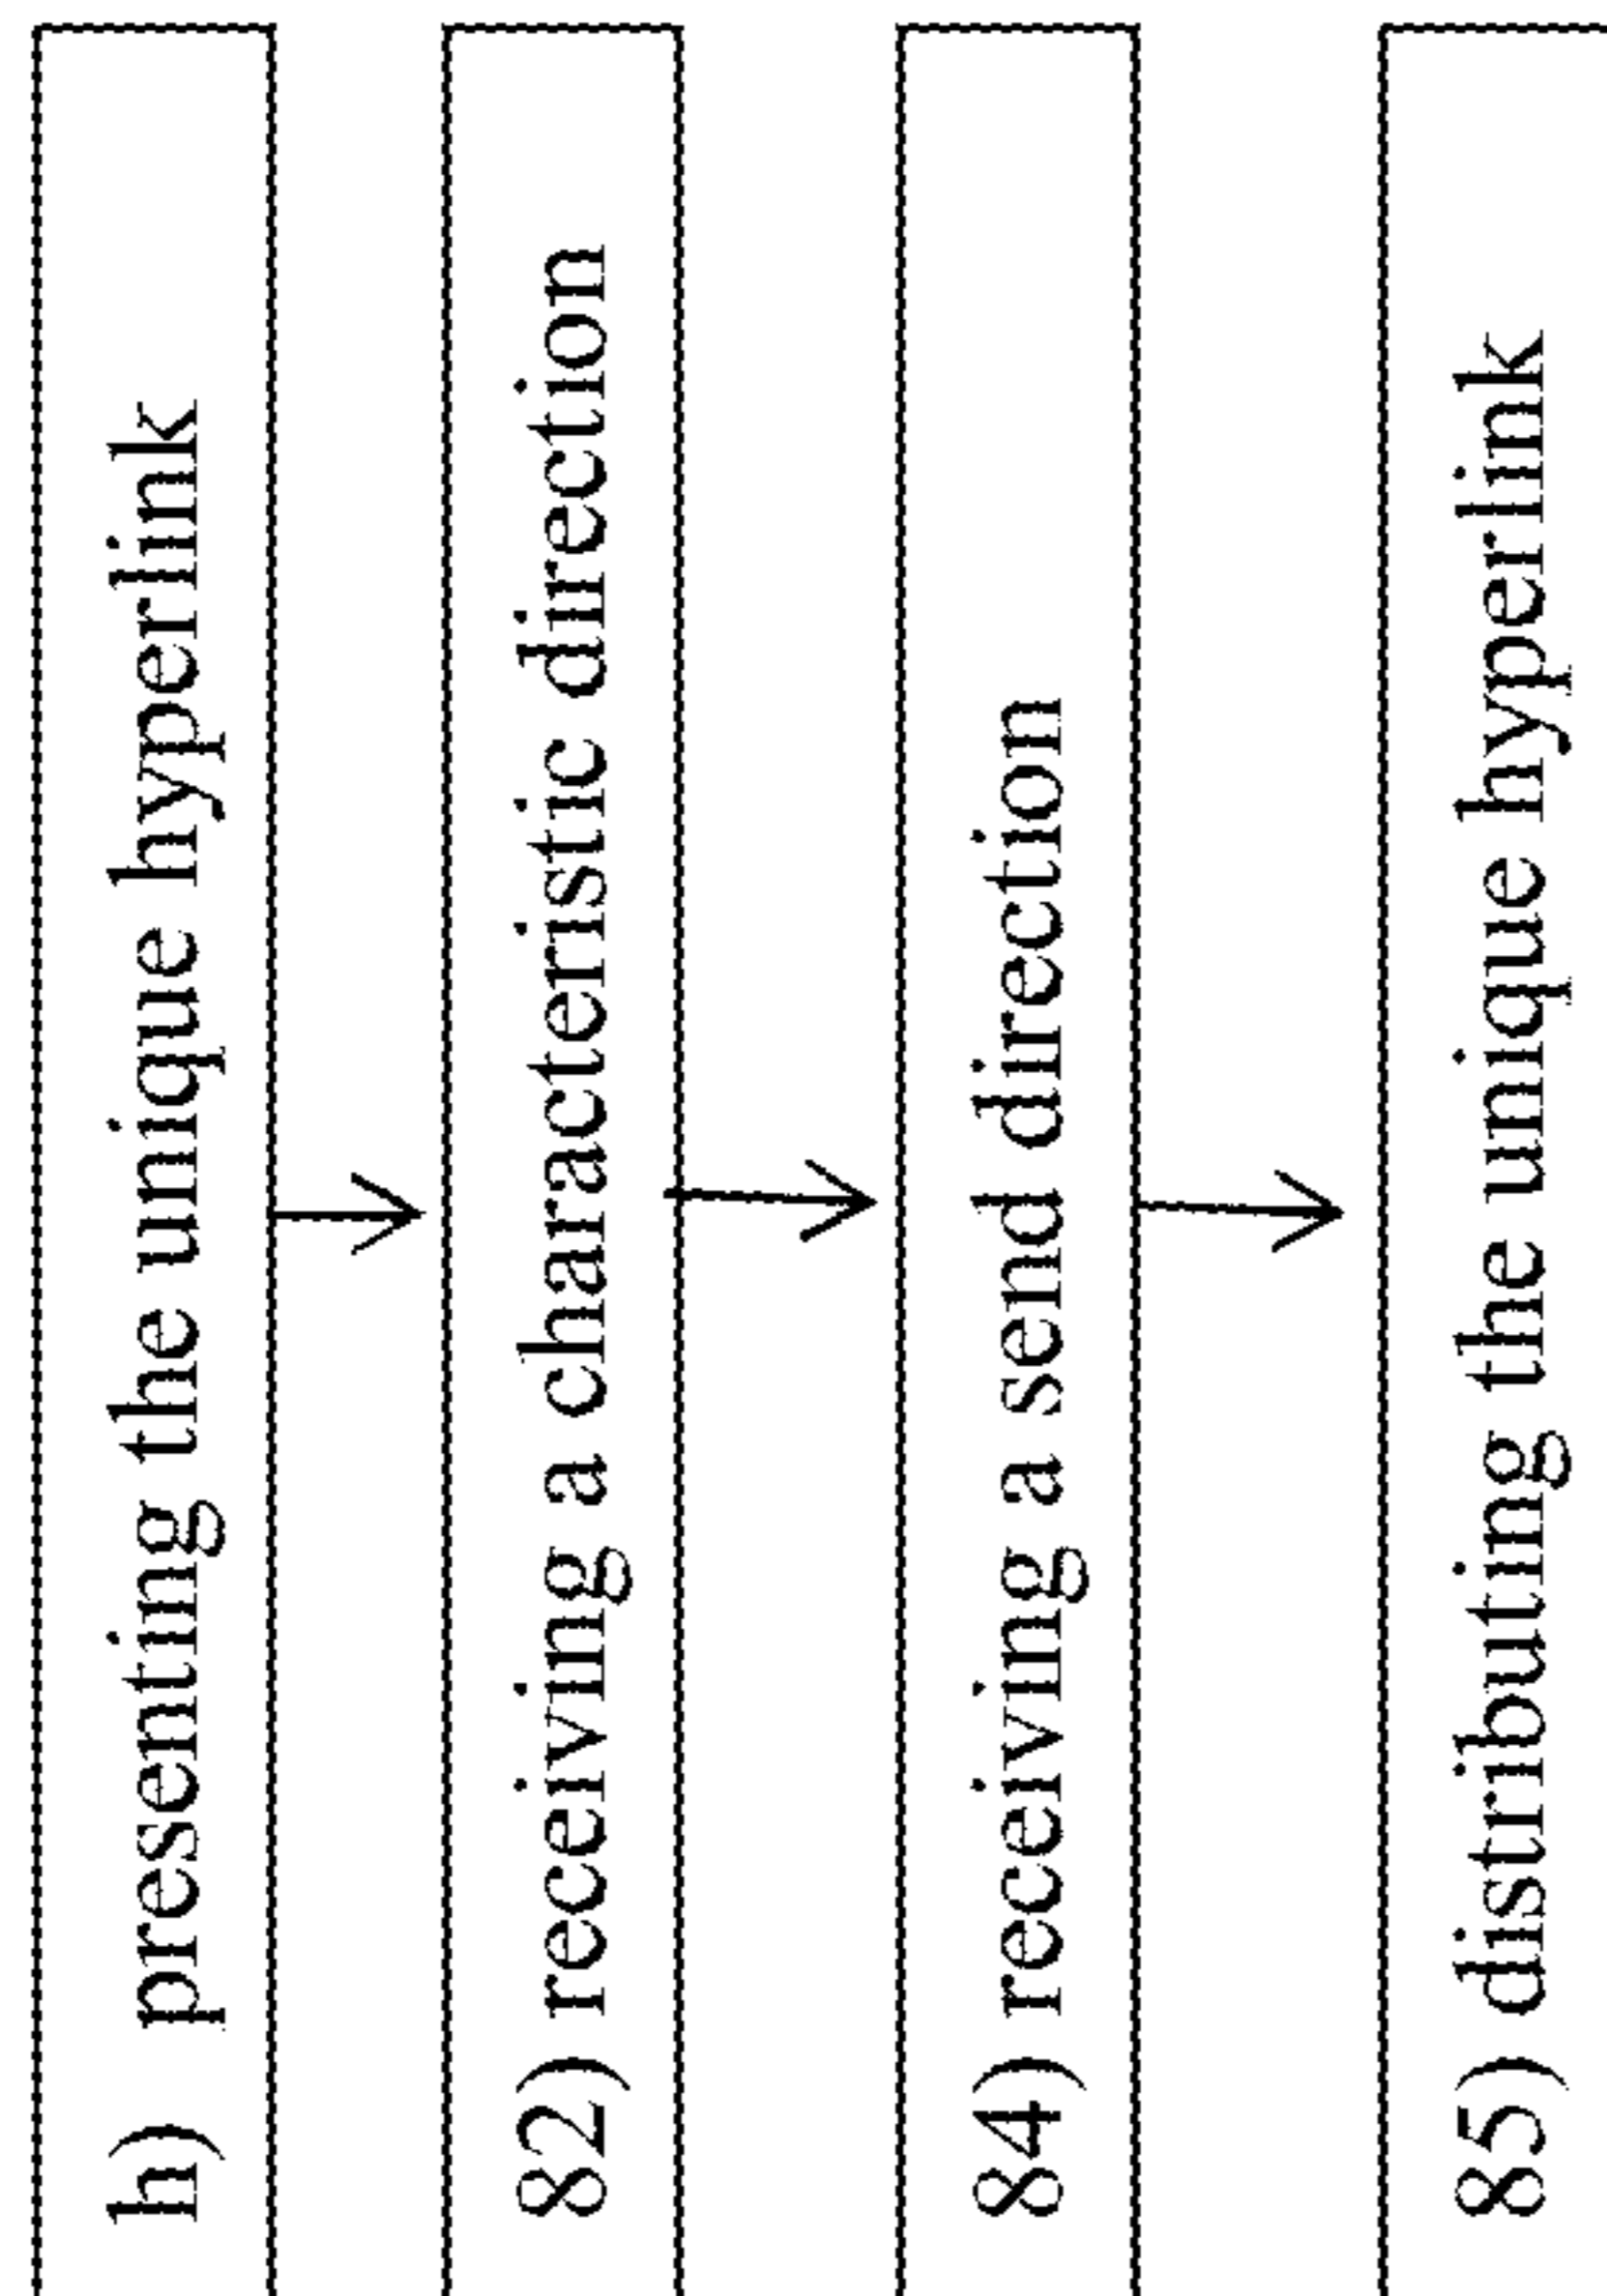 h) presenting the unique hyperlink
82) receiving a characteristic direction
84) receiving a send direction
85) distributing the unique hyperlink